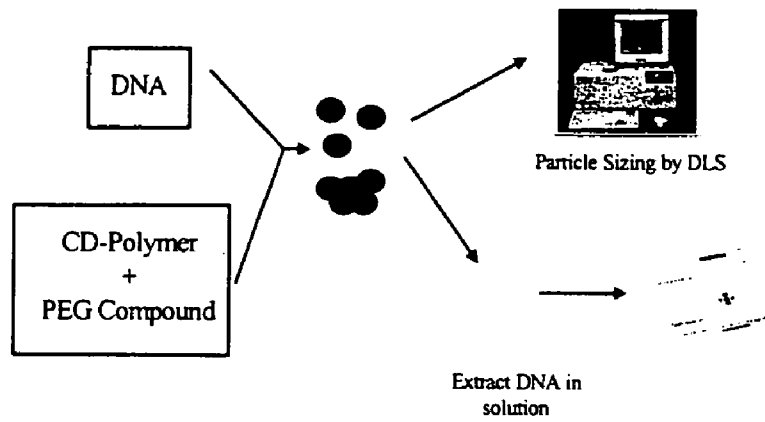 DNA
CD-Polymer
+
PEG Compound
Particle Sizing by DLS
Extract DNA in
solution